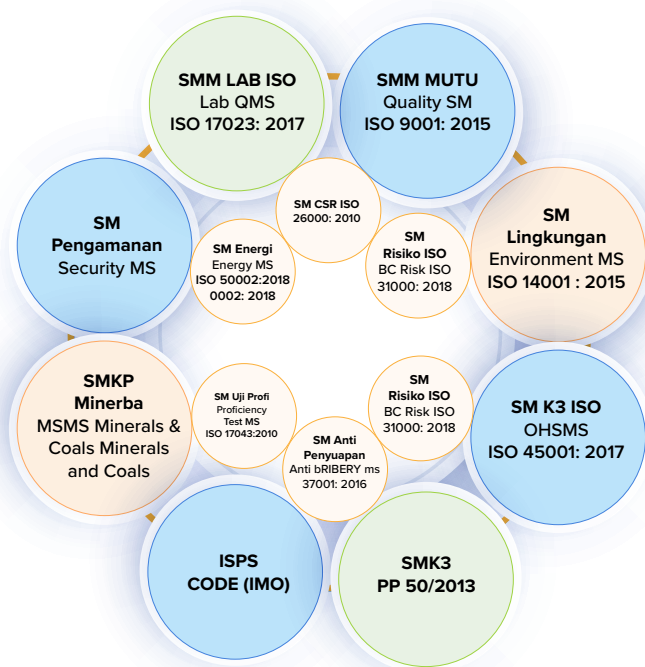 SMM LAB ISO
Lab QMS
ISO 17023: 2017
SMM MUTU
Quality SM
ISO 9001: 2015
SM
Lingkungan
Environment MS
ISO 14001 : 2015
SM K3 ISO
OHSMS
ISO 45001: 2017
SMK3
PP 50/2013
ISPS
CODE (IMO)
SMKP
Minerba
MSMS Minerals &
Coals Minerals
and Coals
SM
Pengamanan
Security MS
SM CSR ISO
26000: 2010
SM
Risiko ISO
BC Risk ISO
31000: 2018
SM
Risiko ISO
BC Risk ISO
31000: 2018
SM Anti
Penyuapan
Anti bRIBERY ms
37001: 2016
SM Uji Profi
Proficiency
Test MS
ISO 17043:2010
SM Energi
Energy MS
ISO 50002:2018
0002: 2018